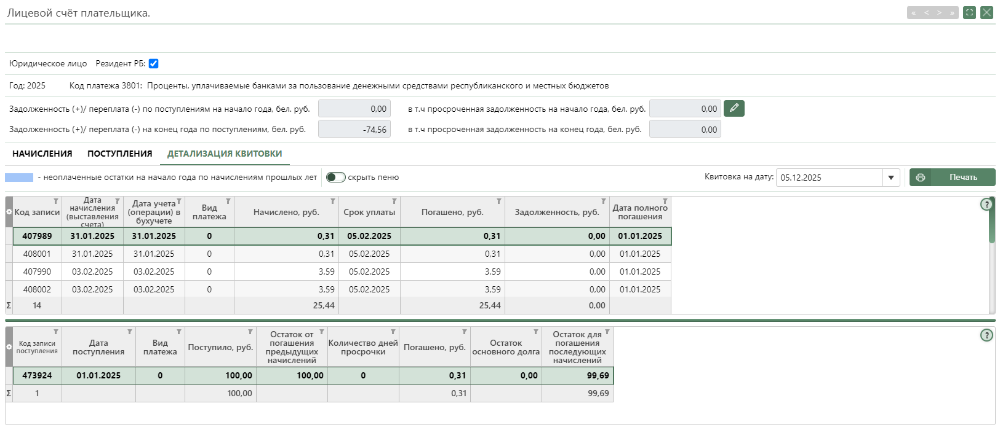 Лицевой счёт плательщика.
« < > »
Юридическое лицо Резидент РБ:
Год: 2025 Код платежа 3801: Проценты, уплачиваемые банками за пользование денежными средствами республиканского и местных бюджетов
Задолженность (+)/ переплата (-) по поступлениям на начало года, бел. руб. 0,00 в т.ч просроченная задолженность на начало года, бел. руб. 0,00
Задолженность (+)/ переплата (-) на конец года по поступлениям, бел. руб. -74,56 в т.ч просроченная задолженность на конец года, бел. руб. 0,00
НАЧИСЛЕНИЯ ПОСТУПЛЕНИЯ ДЕТАЛИЗАЦИЯ КВИТОВКИ
- неоплаченные остатки на начало года по начислениям прошлых лет скрыть пеню Квитовка на дату: 05.12.2025 Печать
Код записи Дата начисления (выставления счета) Дата учета (операции) в бухучете Вид платежа Начислено, руб. Срок уплаты Погашено, руб. Задолженность, руб. Дата полного погашения ?
407989 31.01.2025 31.01.2025 0 0,31 05.02.2025 0,31 0,00 01.01.2025
408001 31.01.2025 31.01.2025 0 0,31 05.02.2025 0,31 0,00 01.01.2025
407990 03.02.2025 03.02.2025 0 3,59 05.02.2025 3,59 0,00 01.01.2025
408002 03.02.2025 03.02.2025 0 3,59 05.02.2025 3,59 0,00 01.01.2025
Σ 14 25,44 25,44 0,00
Код записи поступления Дата поступления Вид платежа Поступило, руб. Остаток от погашения предыдущих начислений Количество дней просрочки Погашено, руб. Остаток основного долга Остаток для погашения последующих начислений ?
473924 01.01.2025 0 100,00 100,00 0 0,31 0,00 99,69
Σ 1 100,00 0,31 99,69